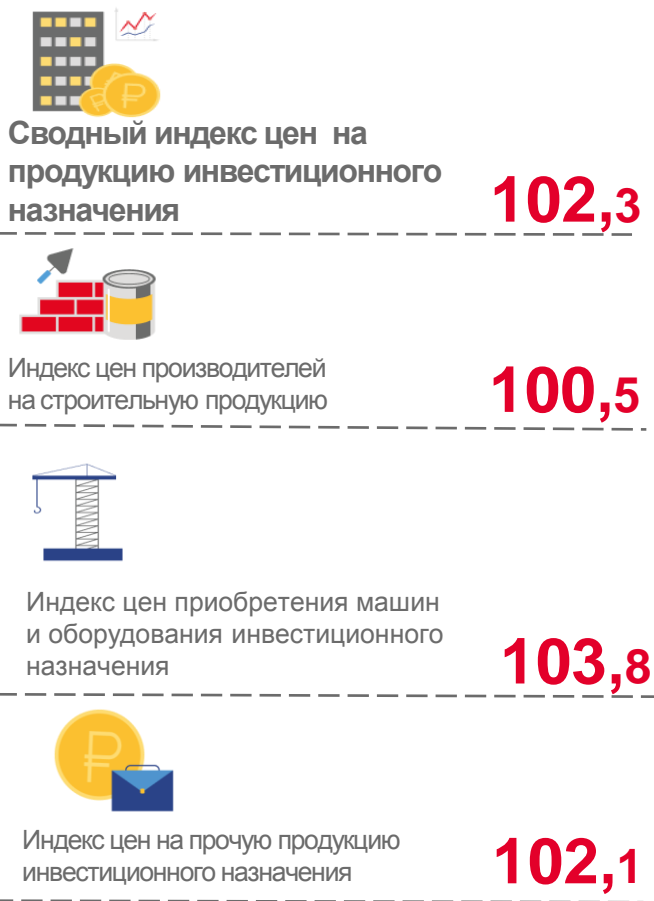 Сводный индекс цен на
продукцию инвестиционного
назначения
102,3
Индекс цен производителей
на строительную продукцию
100,5
Индекс цен приобретения машин
и оборудования инвестиционного
назначения
103,8
Индекс цен на прочую продукцию
инвестиционного назначения
102,1